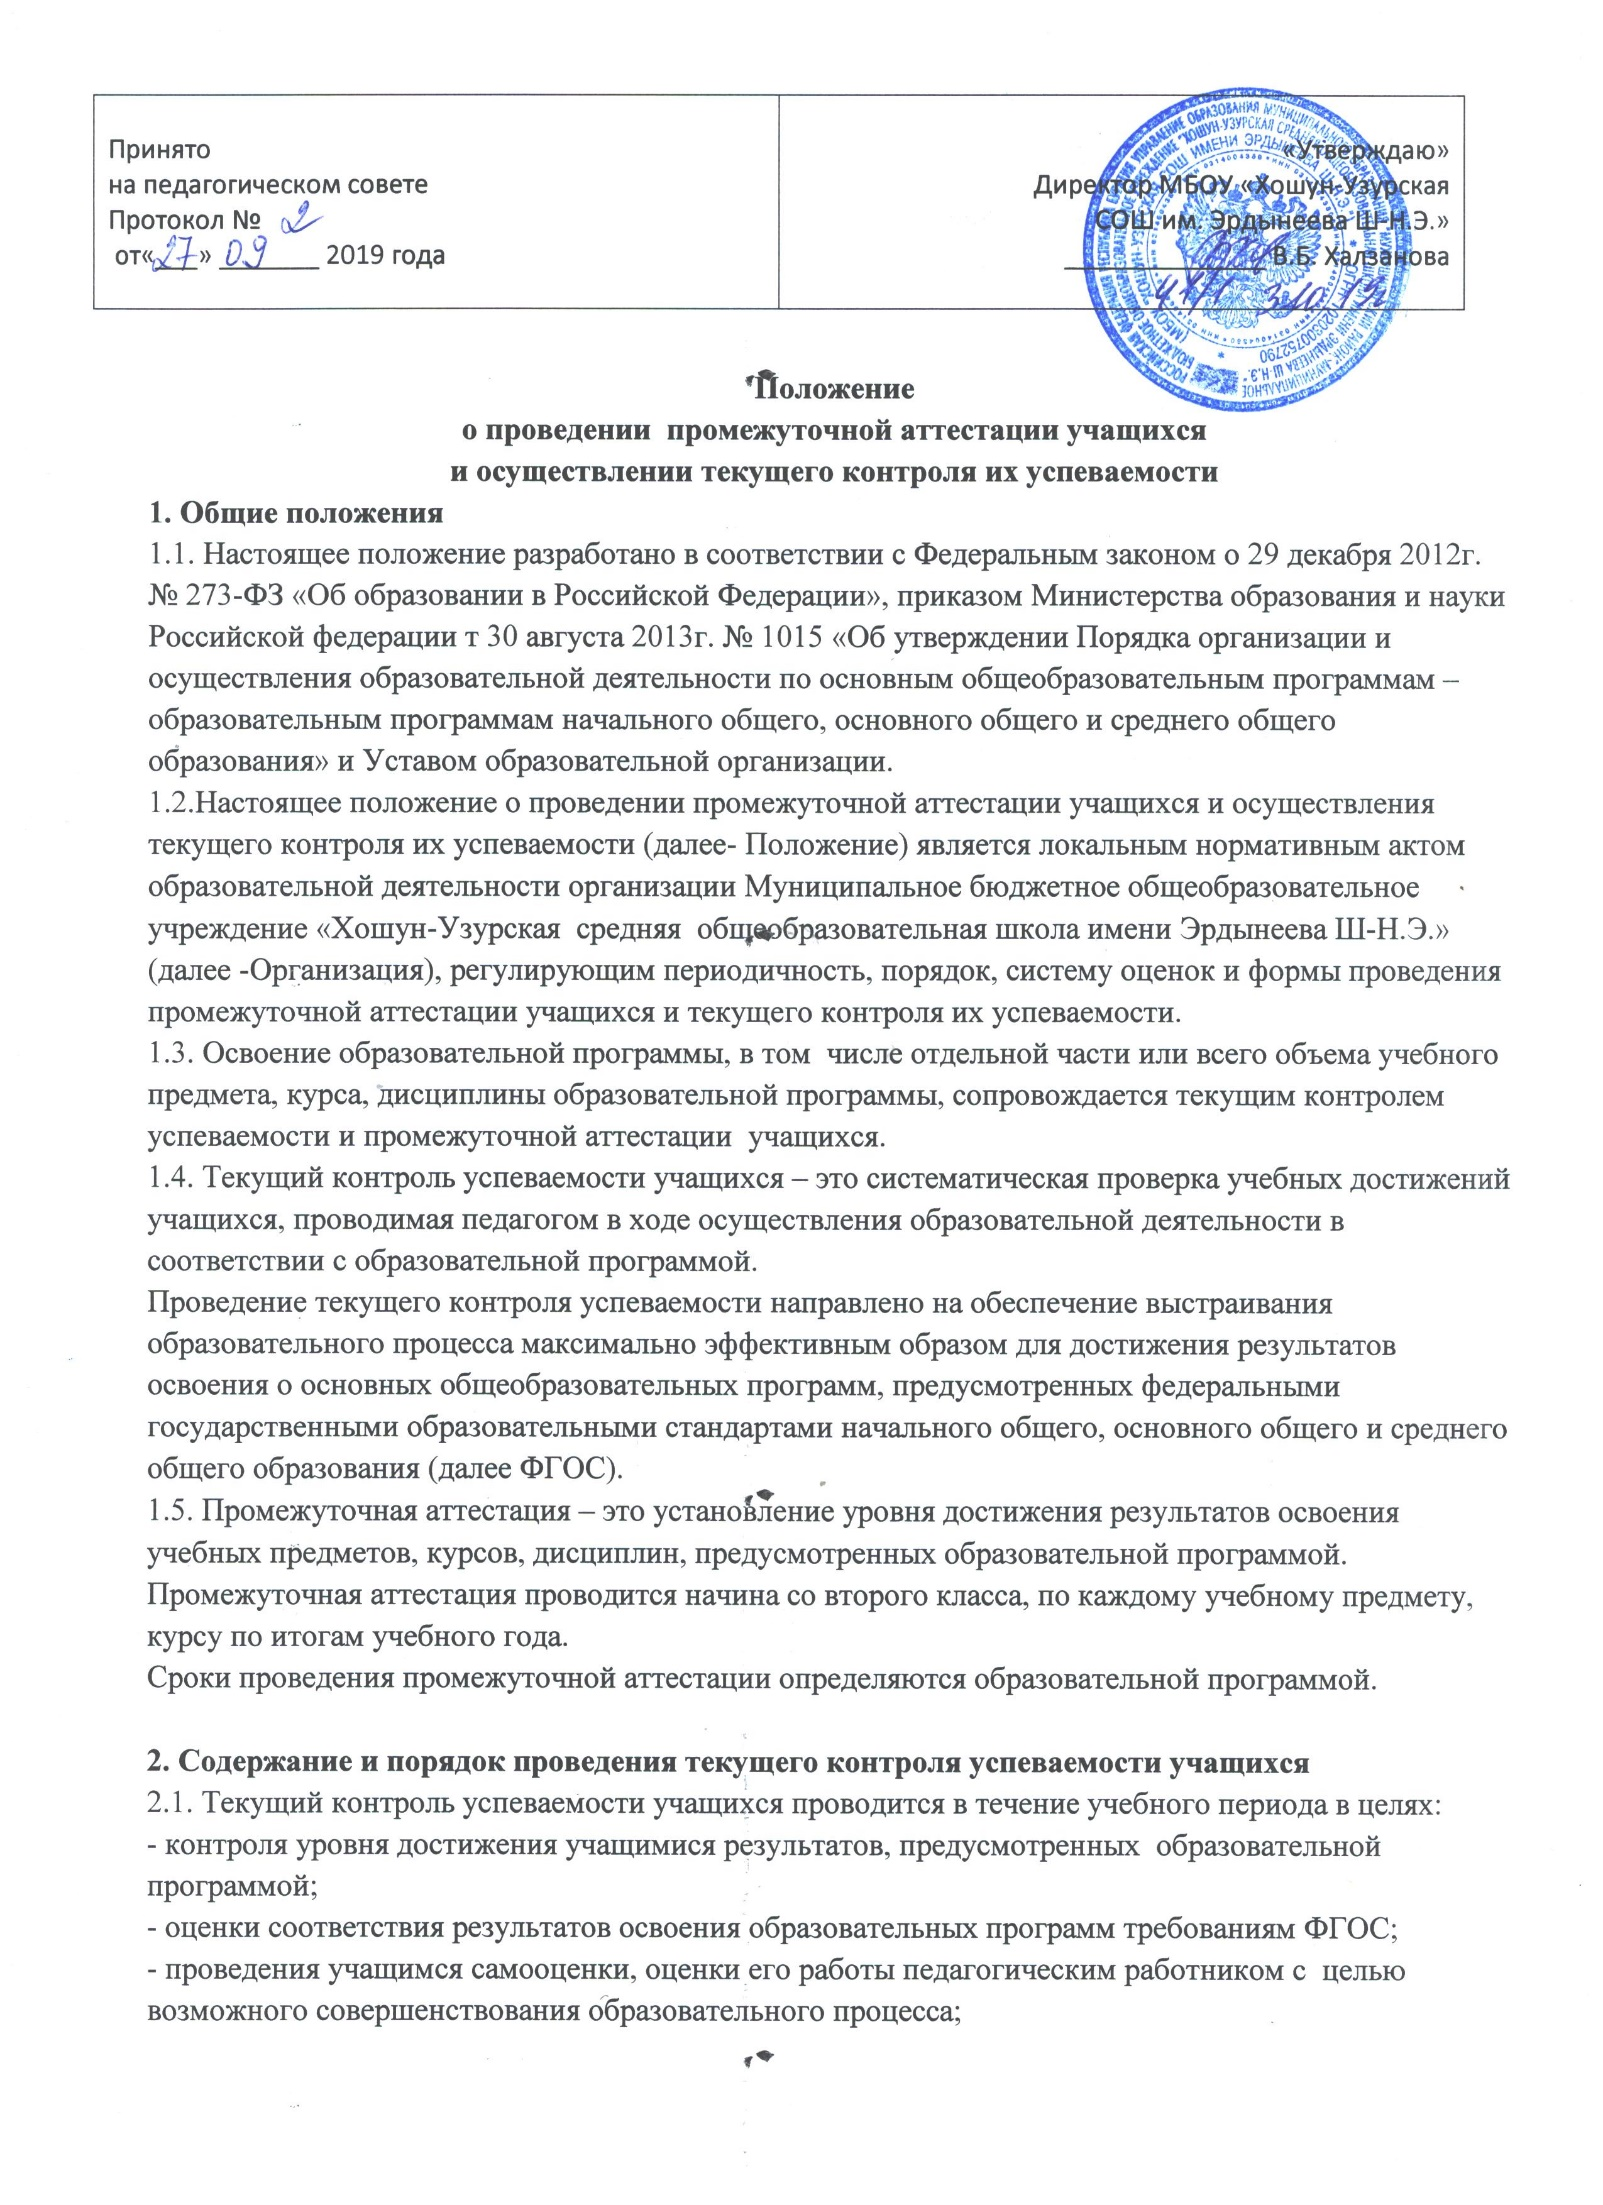 Принято
на педагогическом совете
Протокол № 2
от«27» 09 2019 года
«Утверждаю»
Директор МБОУ «Хошун-Узурская
СОШ им. Эрдынеева Ш-Н.Э.»
В.Б. Халзанова
Положение
о проведении промежуточной аттестации учащихся
и осуществлении текущего контроля их успеваемости
1. Общие положения
1.1. Настоящее положение разработано в соответствии с Федеральным законом о 29 декабря 2012г.
№ 273-ФЗ «Об образовании в Российской Федерации», приказом Министерства образования и науки
Российской федерации т 30 августа 2013г. № 1015 «Об утверждении Порядка организации и
осуществления образовательной деятельности по основным общеобразовательным программам –
образовательным программам начального общего, основного общего и среднего общего
образования» и Уставом образовательной организации.
1.2.Настоящее положение о проведении промежуточной аттестации учащихся и осуществления
текущего контроля их успеваемости (далее- Положение) является локальным нормативным актом
образовательной деятельности организации Муниципальное бюджетное общеобразовательное
учреждение «Хошун-Узурская средняя общеобразовательная школа имени Эрдынеева Ш-Н.Э.»
(далее -Организация), регулирующим периодичность, порядок, систему оценок и формы проведения
промежуточной аттестации учащихся и текущего контроля их успеваемости.
1.3. Освоение образовательной программы, в том числе отдельной части или всего объема учебного
предмета, курса, дисциплины образовательной программы, сопровождается текущим контролем
успеваемости и промежуточной аттестации учащихся.
1.4. Текущий контроль успеваемости учащихся – это систематическая проверка учебных достижений
учащихся, проводимая педагогом в ходе осуществления образовательной деятельности в
соответствии с образовательной программой.
Проведение текущего контроля успеваемости направлено на обеспечение выстраивания
образовательного процесса максимально эффективным образом для достижения результатов
освоения о основных общеобразовательных программ, предусмотренных федеральными
государственными образовательными стандартами начального общего, основного общего и среднего
общего образования (далее ФГОС).
1.5. Промежуточная аттестация – это установление уровня достижения результатов освоения
учебных предметов, курсов, дисциплин, предусмотренных образовательной программой.
Промежуточная аттестация проводится начина со второго класса, по каждому учебному предмету,
курсу по итогам учебного года.
Сроки проведения промежуточной аттестации определяются образовательной программой.
2. Содержание и порядок проведения текущего контроля успеваемости учащихся
2.1. Текущий контроль успеваемости учащихся проводится в течение учебного периода в целях:
- контроля уровня достижения учащимися результатов, предусмотренных образовательной
программой;
- оценки соответствия результатов освоения образовательных программ требованиям ФГОС;
- проведения учащимся самооценки, оценки его работы педагогическим работником с целью
возможного совершенствования образовательного процесса;